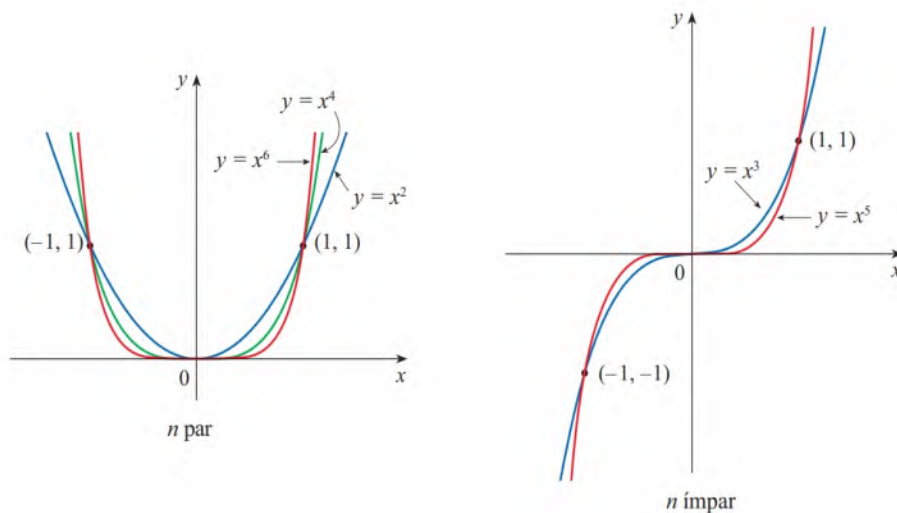 y
y = x⁴
y = x⁶
y = x²
(–1, 1)
(1, 1)
0
x
n par
y
(1, 1)
y = x³
y = x⁵
0
x
(–1, –1)
n ímpar